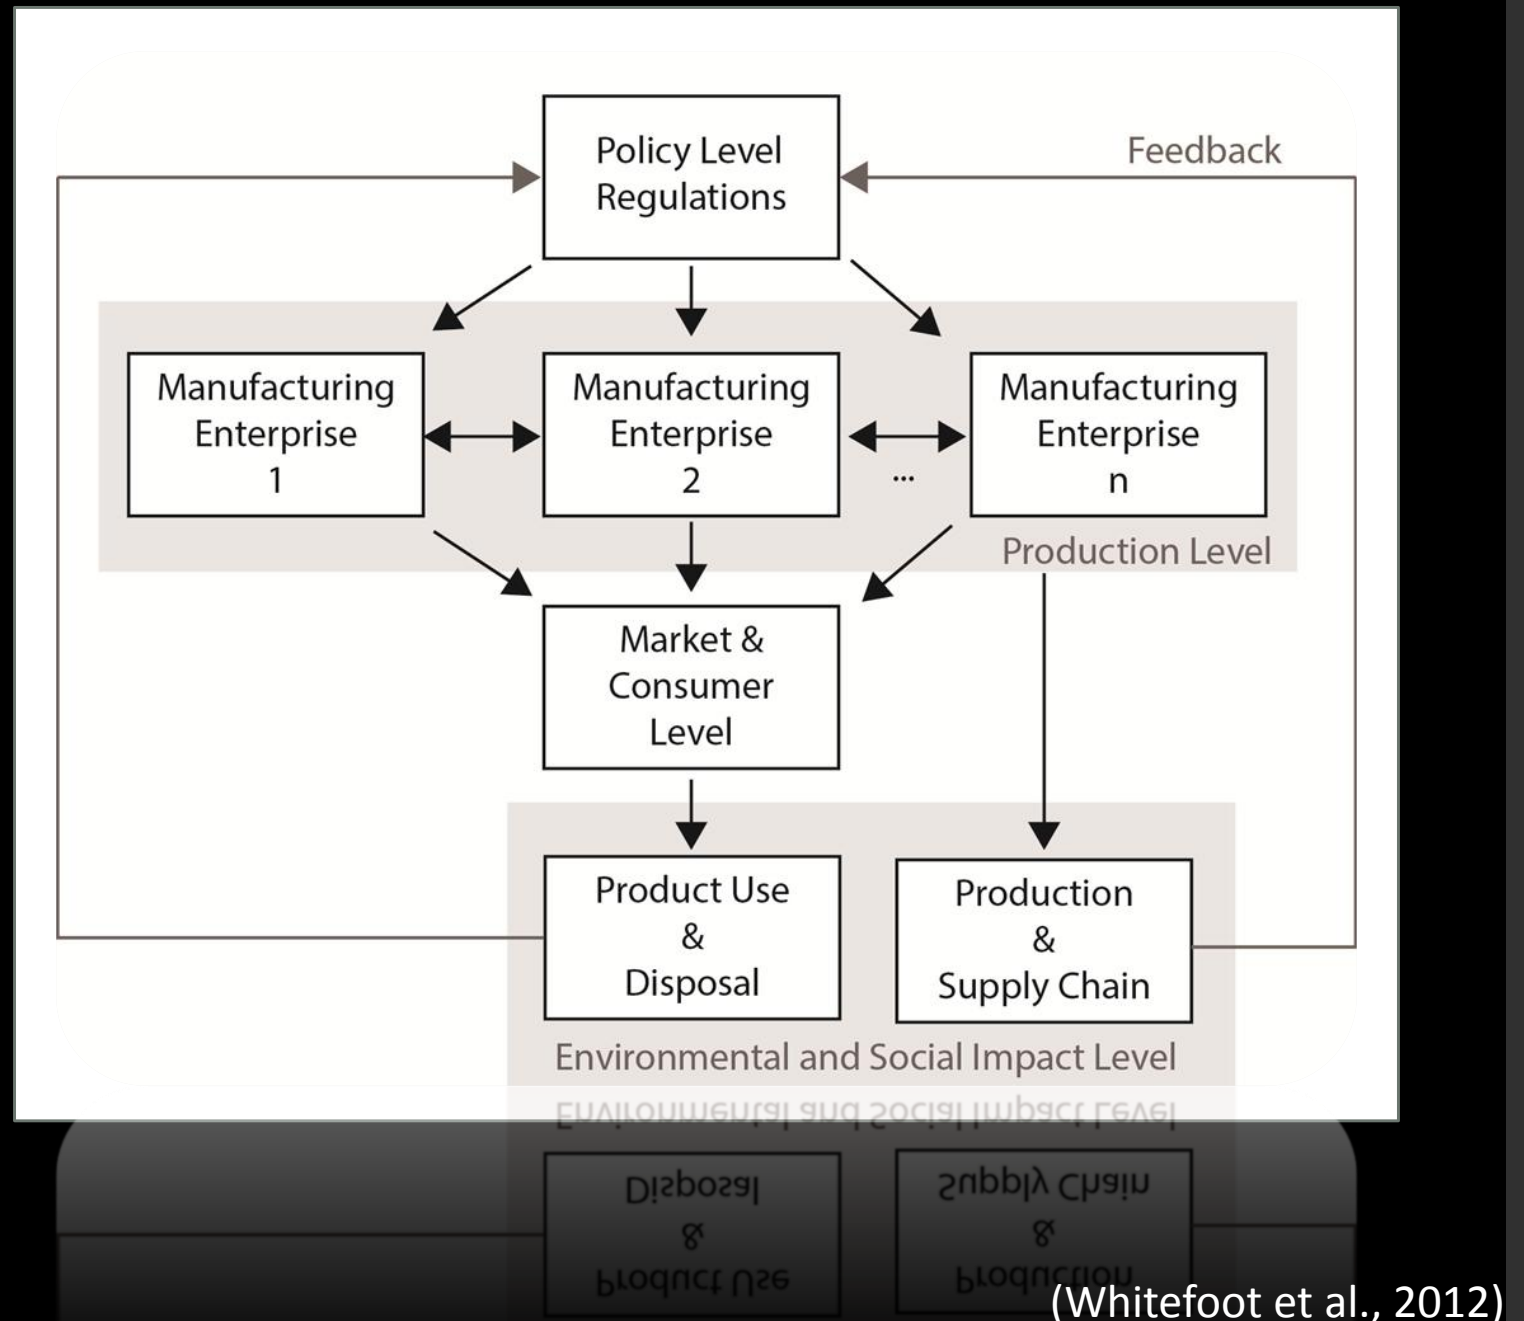 Policy Level
Regulations
Feedback
Manufacturing
Enterprise
1
Manufacturing
Enterprise
2
...
Manufacturing
Enterprise
n
Production Level
Market &
Consumer
Level
Product Use
&
Disposal
Production
&
Supply Chain
Environmental and Social Impact Level
(Whitefoot et al., 2012)